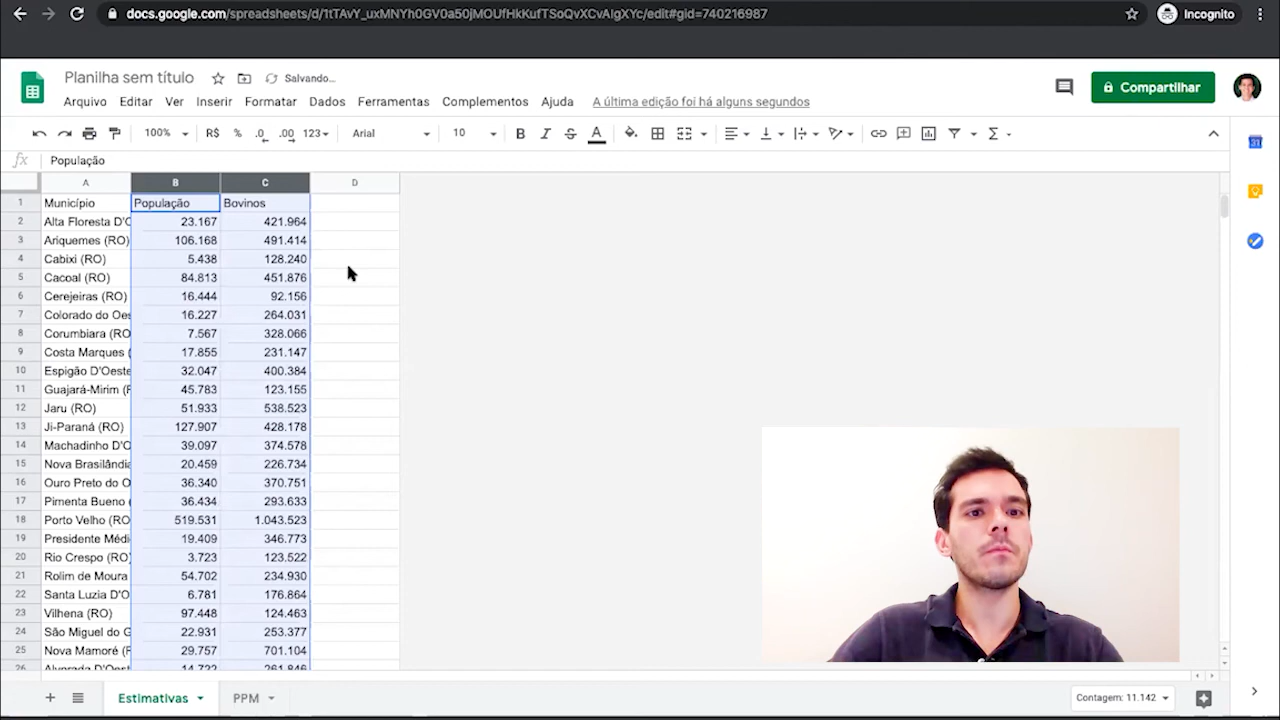 docs.google.com/spreadsheets/d/1tTAvY_uxMNYh0GV0a50jMOUfHkKufTSoQvXCvAIgXYc/edit#gid=740216987
Incognito
Planilha sem título
Salvando...
Arquivo Editar Ver Inserir Formatar Dados Ferramentas Complementos Ajuda A última edição foi há alguns segundos
Compartilhar
100% R$ % .0 .00 123 Arial 10 B I S A Σ
31
fx População
A B C D
1 Município População Bovinos
2 Alta Floresta D'O 23.167 421.964
3 Ariquemes (RO) 106.168 491.414
4 Cabixi (RO) 5.438 128.240
5 Cacoal (RO) 84.813 451.876
6 Cerejeiras (RO) 16.444 92.156
7 Colorado do Oes 16.227 264.031
8 Corumbiara (RO 7.567 328.066
9 Costa Marques ( 17.855 231.147
10 Espigão D'Oeste 32.047 400.384
11 Guajará-Mirim (F 45.783 123.155
12 Jaru (RO) 51.933 538.523
13 Ji-Paraná (RO) 127.907 428.178
14 Machadinho D'O 39.097 374.578
15 Nova Brasilândia 20.459 226.734
16 Ouro Preto do O 36.340 370.751
17 Pimenta Bueno 36.434 293.633
18 Porto Velho (RO 519.531 1.043.523
19 Presidente Médi 19.409 346.773
20 Rio Crespo (RO) 3.723 123.522
21 Rolim de Moura 54.702 234.930
22 Santa Luzia D'O 6.781 176.864
23 Vilhena (RO) 97.448 124.463
24 São Miguel do G 22.931 253.377
25 Nova Mamoré (F 29.757 701.104
26 Alvorada D'Oest 14.722 261.846
+ Estimativas PPM Contagem: 11.142